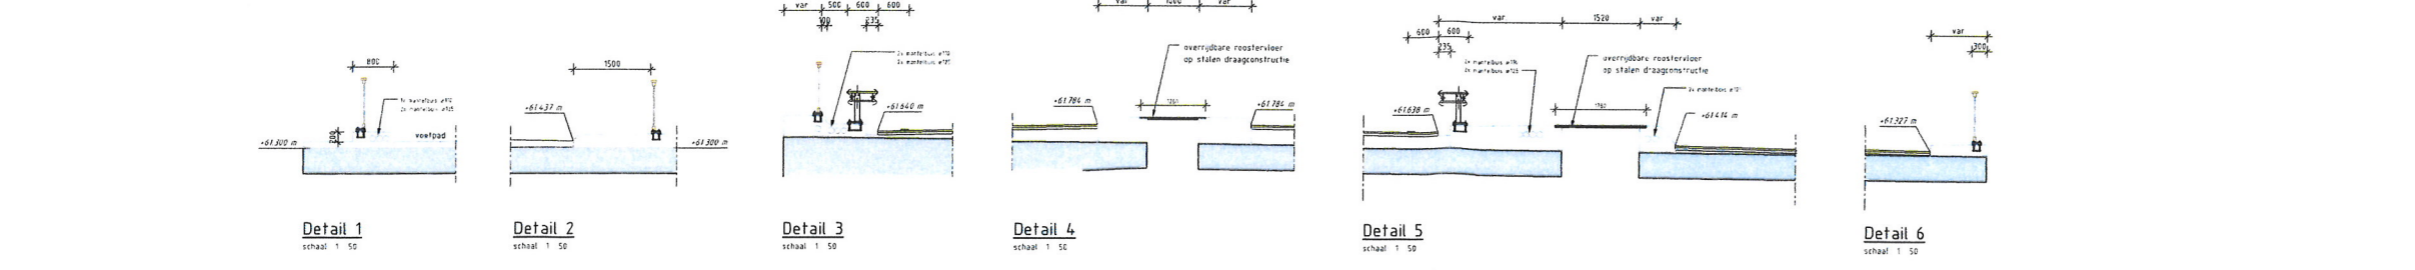 800
voetpad
+61.300 m
Detail 1
schaal 1 50
1500
+61.437 m
+61.300 m
Detail 2
schaal 1 50
var 500 600 600
100 235
+61.640 m
Detail 3
schaal 1 50
var 1000 var
overrijdbare roostervloer
op stalen draagconstructie
+61.784 m
+61.784 m
Detail 4
schaal 1 50
var 1520 var
600 600
235
overrijdbare roostervloer
op stalen draagconstructie
+61.638 m
+61.414 m
Detail 5
schaal 1 50
var
300
+61.327 m
Detail 6
schaal 1 50